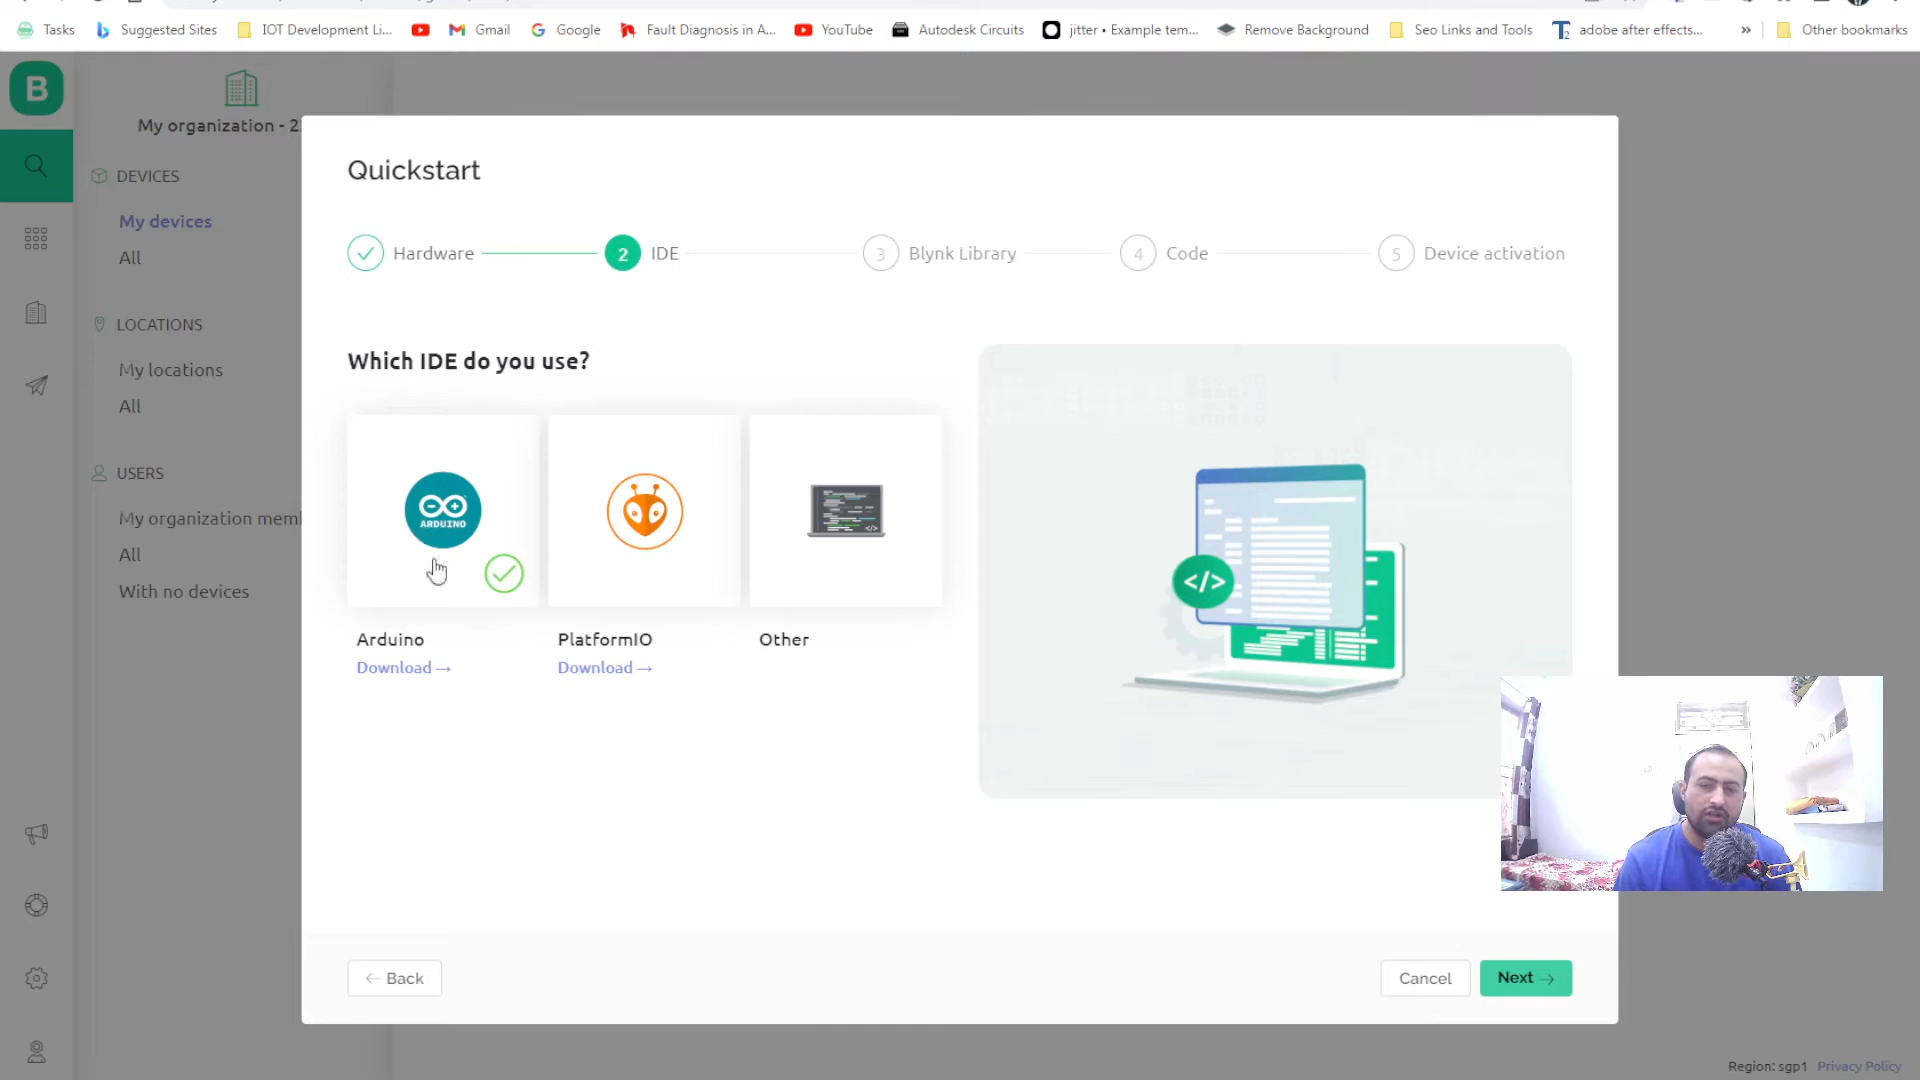 Tasks
Suggested Sites
IOT Development Li...
Gmail
Google
Fault Diagnosis in A...
YouTube
Autodesk Circuits
jitter • Example tem...
Remove Background
Seo Links and Tools
adobe after effects...
»
Other bookmarks
B
My organization - 2
DEVICES
My devices
All
LOCATIONS
My locations
All
USERS
My organization mem
All
With no devices
Quickstart
Hardware
2 IDE
3 Blynk Library
4 Code
5 Device activation
Which IDE do you use?
ARDUINO
</>
Arduino
PlatformIO
Other
Download →
Download →
← Back
Cancel
Next →
Region: sgp1 Privacy Policy